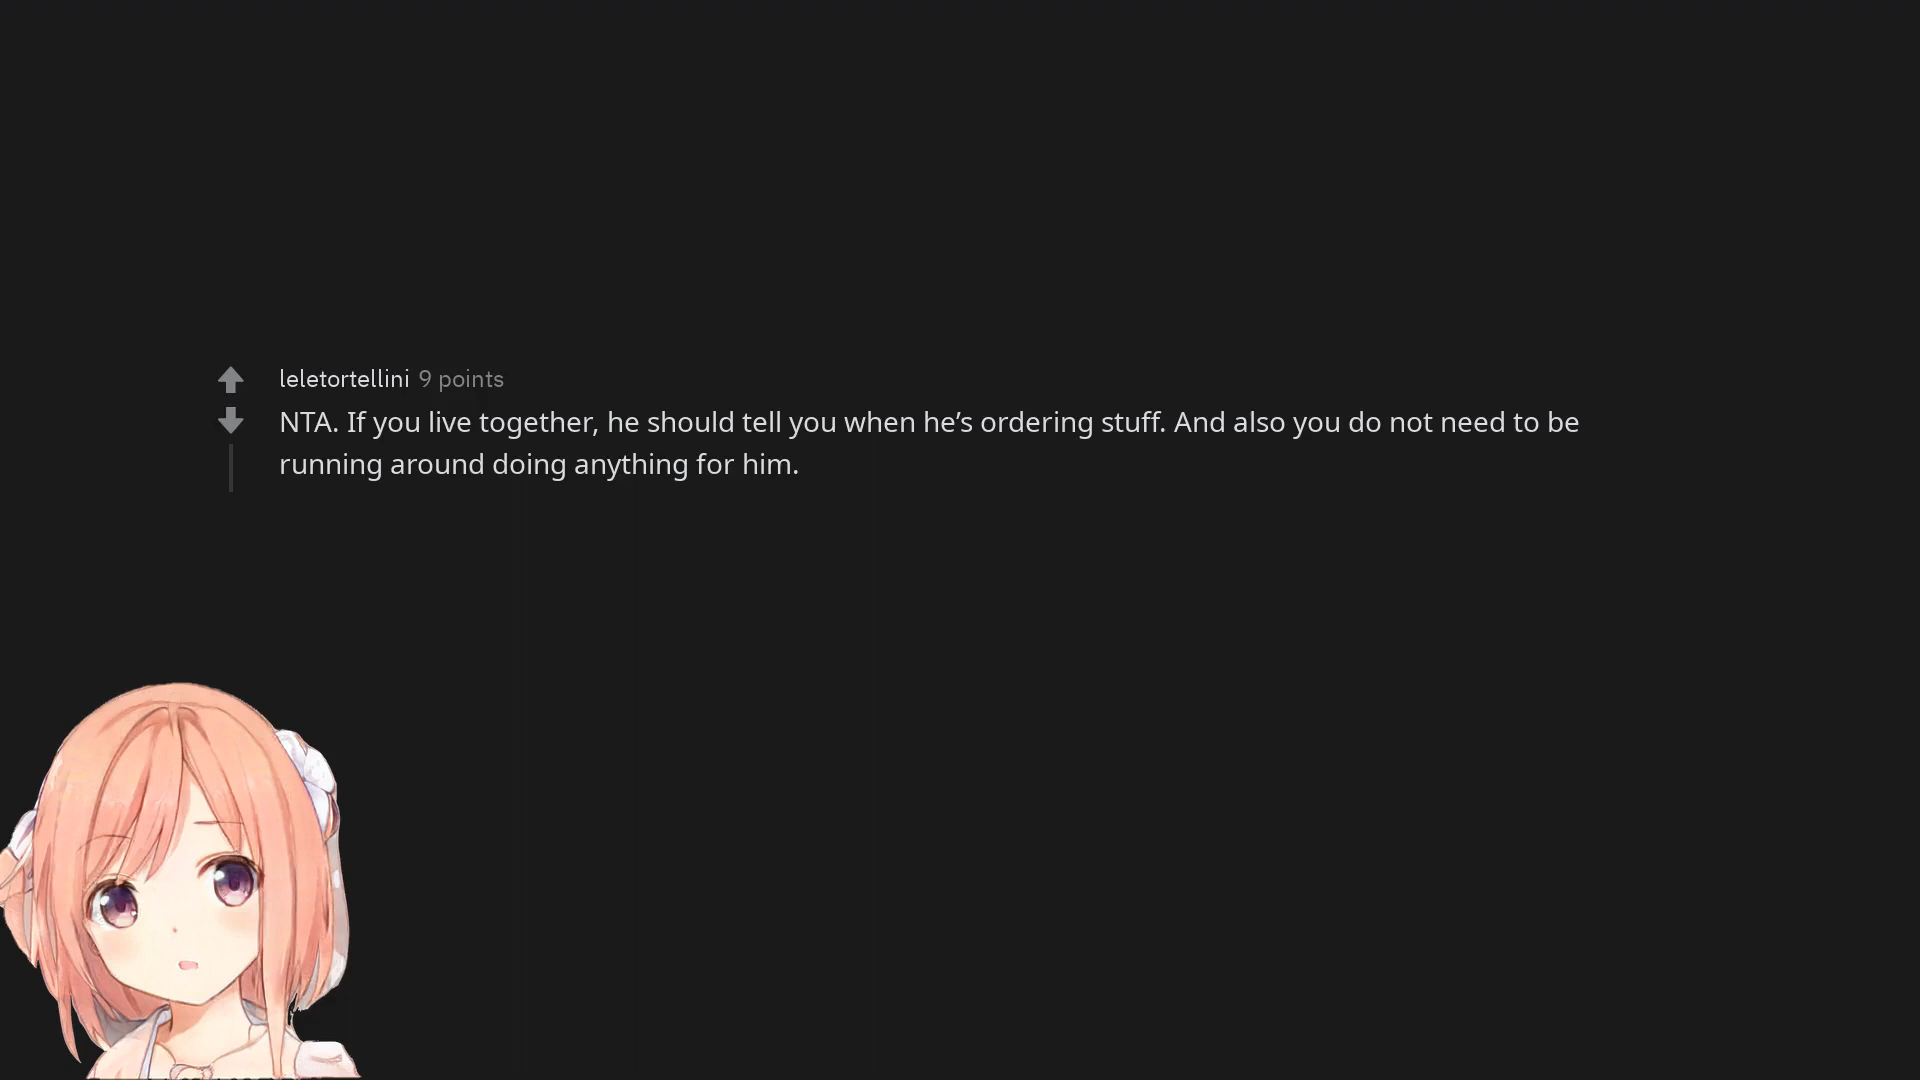 leletortellini 9 points
NTA. If you live together, he should tell you when he’s ordering stuff. And also you do not need to be
running around doing anything for him.